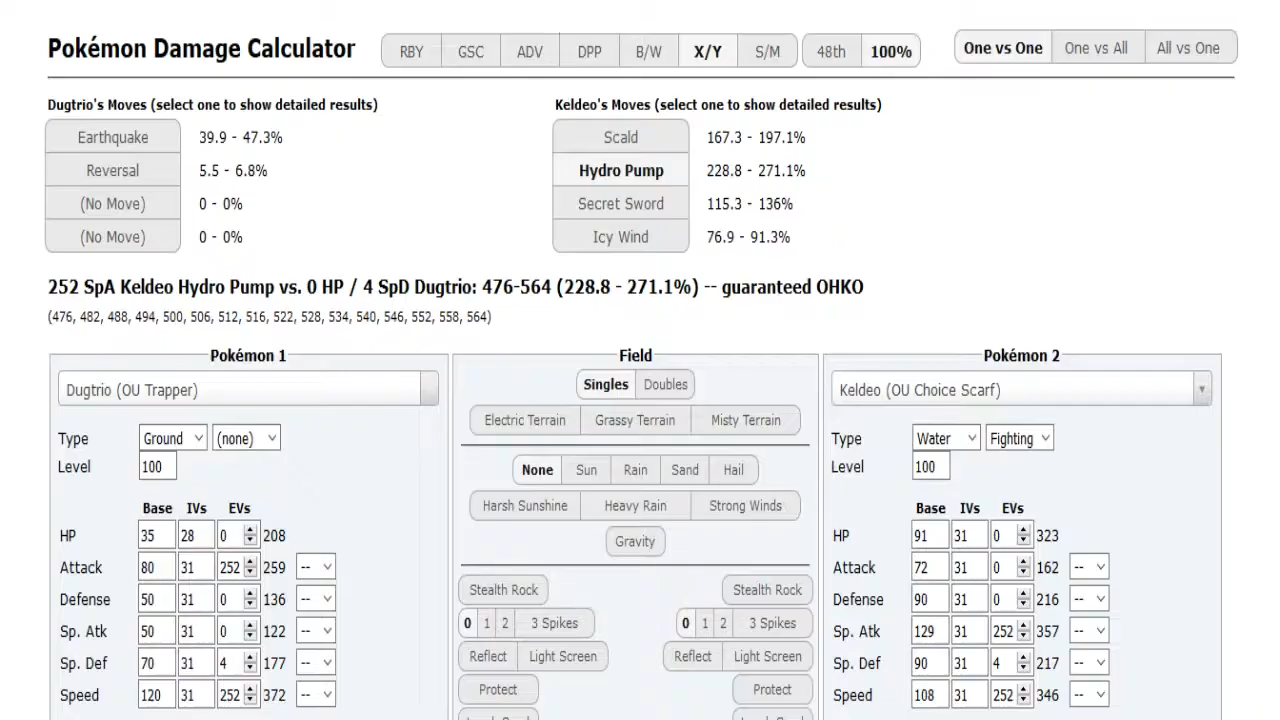 Pokémon Damage Calculator RBY GSC ADV DPP B/W X/Y S/M 48th 100% One vs One One vs All All vs One
Dugtrio's Moves (select one to show detailed results) Keldeo's Moves (select one to show detailed results)
Earthquake 39.9 - 47.3% Scald 167.3 - 197.1%
Reversal 5.5 - 6.8% Hydro Pump 228.8 - 271.1%
(No Move) 0 - 0% Secret Sword 115.3 - 136%
(No Move) 0 - 0% Icy Wind 76.9 - 91.3%
252 SpA Keldeo Hydro Pump vs. 0 HP / 4 SpD Dugtrio: 476-564 (228.8 - 271.1%) -- guaranteed OHKO
(476, 482, 488, 494, 500, 506, 512, 516, 522, 528, 534, 540, 546, 552, 558, 564)
Pokémon 1
Dugtrio (OU Trapper)
Type Ground (none)
Level 100
Base IVs EVs
HP 35 28 0 208
Attack 80 31 252 259 --
Defense 50 31 0 136 --
Sp. Atk 50 31 0 122 --
Sp. Def 70 31 4 177 --
Speed 120 31 252 372 --
Field
Singles Doubles
Electric Terrain Grassy Terrain Misty Terrain
None Sun Rain Sand Hail
Harsh Sunshine Heavy Rain Strong Winds
Gravity
Stealth Rock Stealth Rock
0 1 2 3 Spikes 0 1 2 3 Spikes
Reflect Light Screen Reflect Light Screen
Protect Protect
Pokémon 2
Keldeo (OU Choice Scarf)
Type Water Fighting
Level 100
Base IVs EVs
HP 91 31 0 323
Attack 72 31 0 162 --
Defense 90 31 0 216 --
Sp. Atk 129 31 252 357 --
Sp. Def 90 31 4 217 --
Speed 108 31 252 346 --